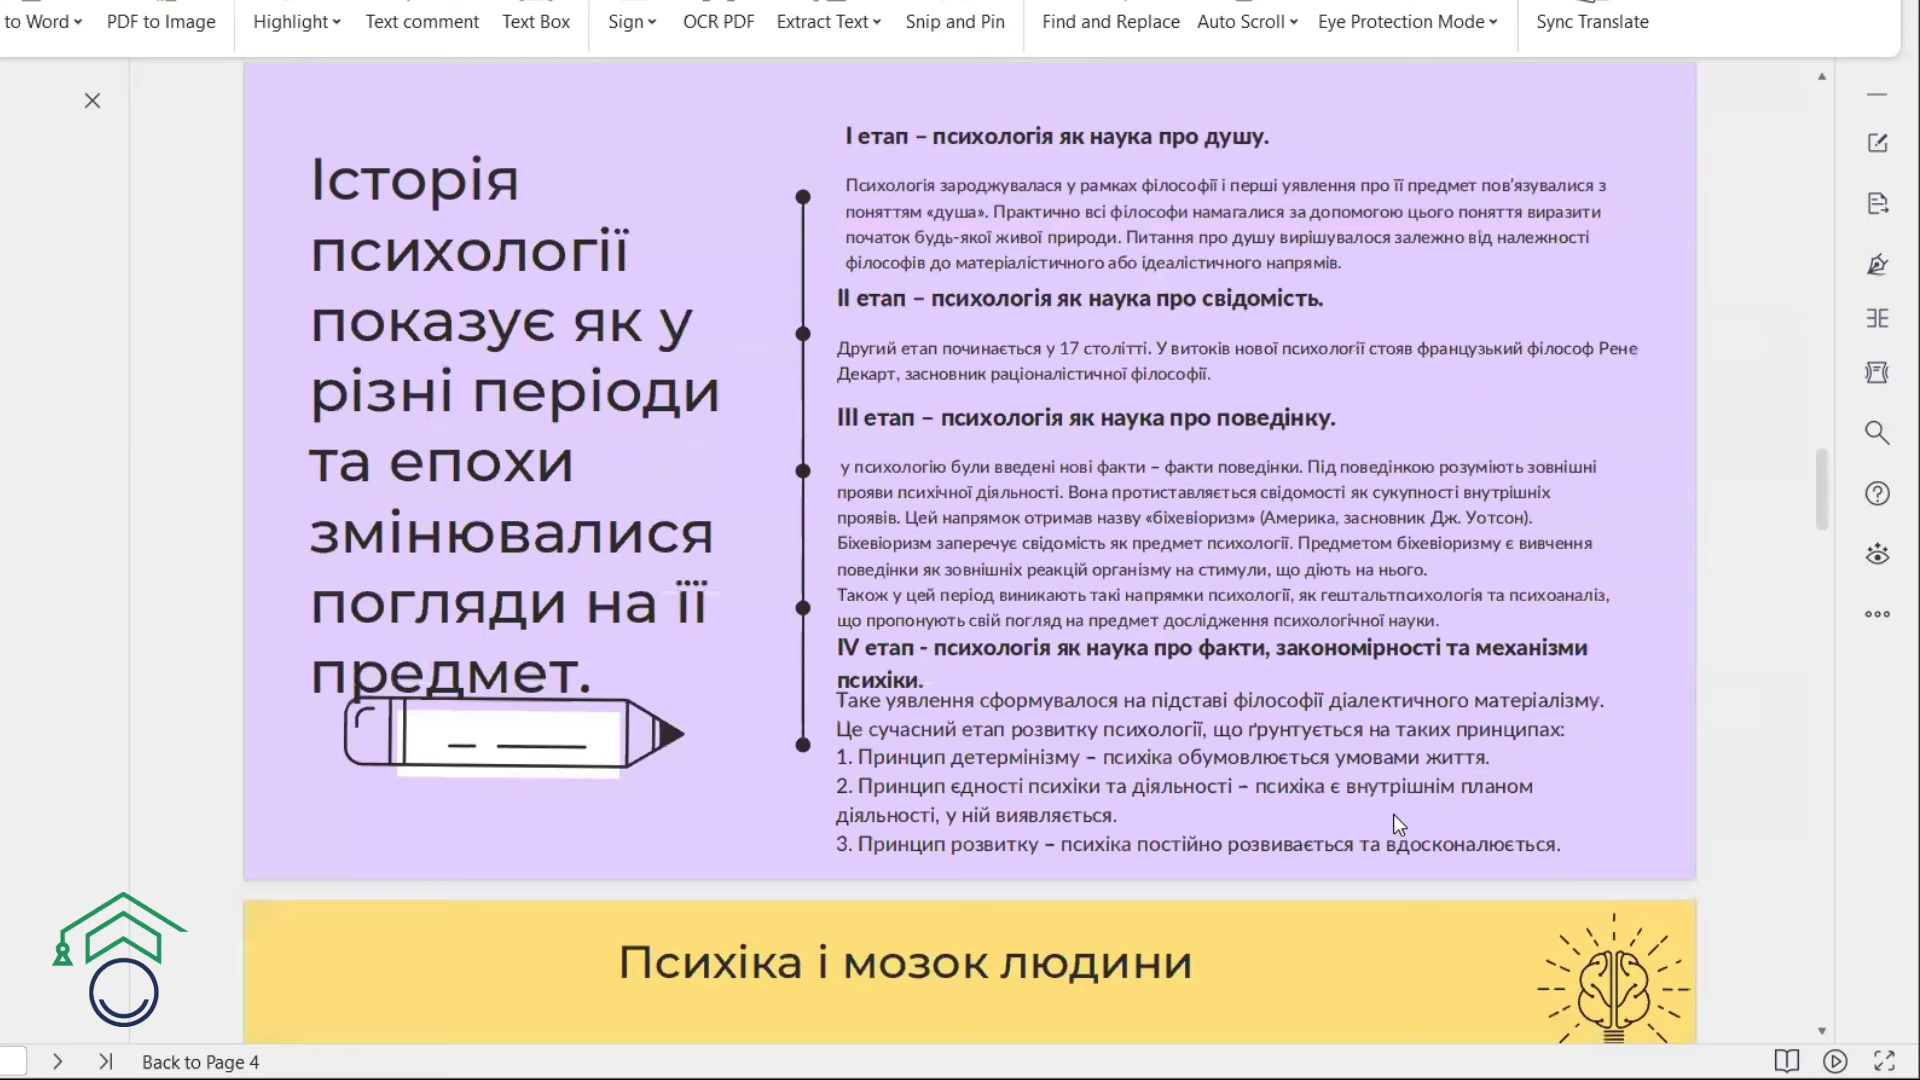 to Word
PDF to Image
Highlight
Text comment
Text Box
Sign
OCR PDF
Extract Text
Snip and Pin
Find and Replace
Auto Scroll
Eye Protection Mode
Sync Translate
Історія
психології
показує як у
різні періоди
та епохи
змінювалися
погляди на її
предмет.
І етап – психологія як наука про душу.
Психологія зароджувалася у рамках філософії і перші уявлення про її предмет пов'язувалися з
поняттям «душа». Практично всі філософи намагалися за допомогою цього поняття виразити
початок будь-якої живої природи. Питання про душу вирішувалося залежно від належності
філософів до матеріалістичного або ідеалістичного напрямів.
ІІ етап – психологія як наука про свідомість.
Другий етап починається у 17 столітті. У витоків нової психології стояв французький філософ Рене
Декарт, засновник раціоналістичної філософії.
ІІІ етап – психологія як наука про поведінку.
у психологію були введені нові факти – факти поведінки. Під поведінкою розуміють зовнішні
прояви психічної діяльності. Вона протиставляється свідомості як сукупності внутрішніх
проявів. Цей напрямок отримав назву «біхевіоризм» (Америка, засновник Дж. Уотсон).
Біхевіоризм заперечує свідомість як предмет психології. Предметом біхевіоризму є вивчення
поведінки як зовнішніх реакцій організму на стимули, що діють на нього.
Також у цей період виникають такі напрямки психології, як гештальтпсихологія та психоаналіз,
що пропонують свій погляд на предмет дослідження психологічної науки.
IV етап - психологія як наука про факти, закономірності та механізми
психіки.
Таке уявлення сформувалося на підставі філософії діалектичного матеріалізму.
Це сучасний етап розвитку психології, що ґрунтується на таких принципах:
1. Принцип детермінізму – психіка обумовлюється умовами життя.
2. Принцип єдності психіки та діяльності – психіка є внутрішнім планом
діяльності, у ній виявляється.
3. Принцип розвитку – психіка постійно розвивається та вдосконалюється.
Психіка і мозок людини
Back to Page 4